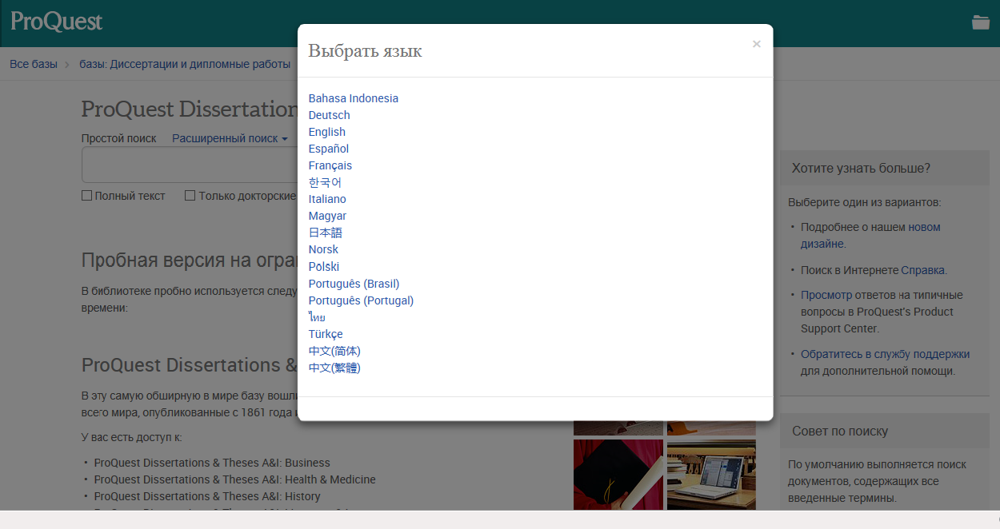 ProQuest
Все базы
базы: Диссертации и дипломные работы
ProQuest Dissertation
Простой поиск
Расширенный поиск
Полный текст
Только докторские
Пробная версия на
В библиотеке пробно используется
времени:
ProQuest Dissertations &
В эту самую обширную в мире базу вошли
всего мира, опубликованные с 1861 года
У вас есть доступ к:
• ProQuest Dissertations & Theses A&I: Business
• ProQuest Dissertations & Theses A&I: Health & Medicine
• ProQuest Dissertations & Theses A&I: History
Выбрать язык
×
Bahasa Indonesia
Deutsch
English
Español
Français
한국어
Italiano
Magyar
日本語
Norsk
Polski
Português (Brasil)
Português (Portugal)
ไทย
Türkçe
中文(简体)
中文(繁體)
Хотите узнать больше?
Выберите один из вариантов:
• Подробнее о нашем новом
дизайне.
• Поиск в Интернете Справка.
• Просмотр ответов на типичные
вопросы в ProQuest's Product
Support Center.
• Обратитесь в службу поддержки
для дополнительной помощи.
Совет по поиску
По умолчанию выполняется поиск
документов, содержащих все
введенные термины.